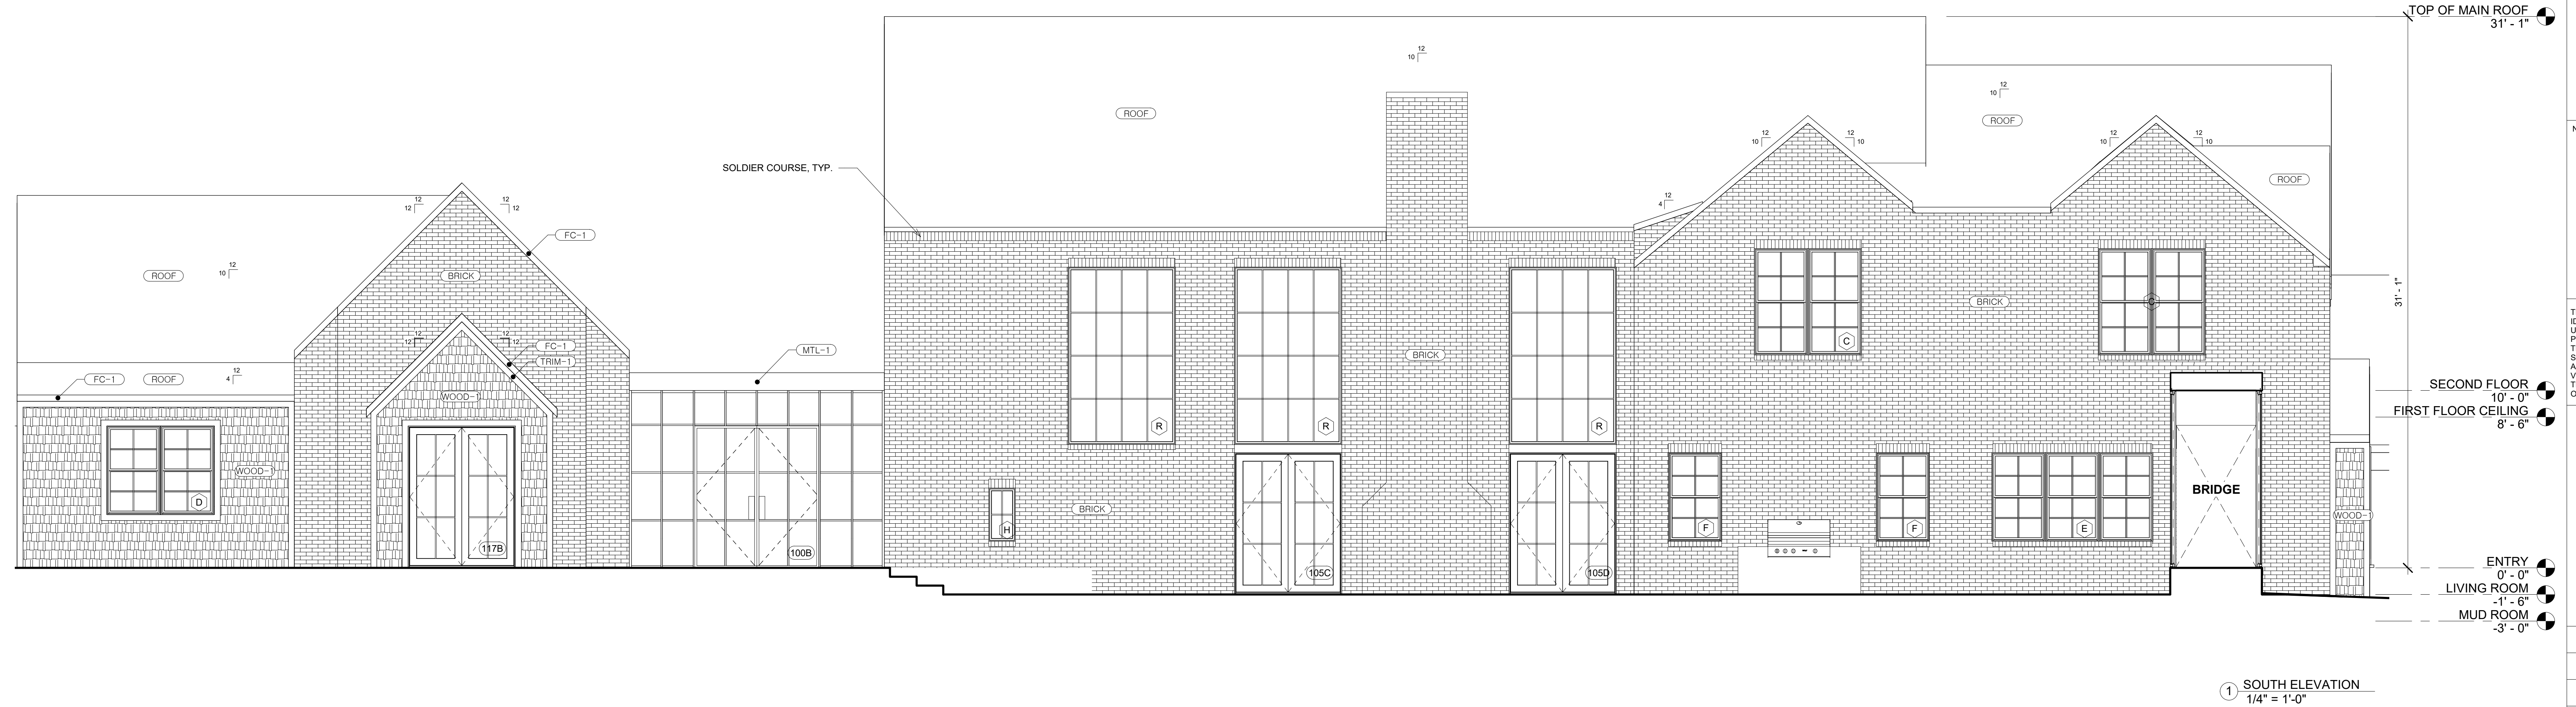 TOP OF MAIN ROOF
31' - 1"
12
10
ROOF
12
10
ROOF
12
10
12
10
12
10
12
10
SOLDIER COURSE, TYP.
ROOF
12
4
12
12
12
12
FC-1
ROOF
12
10
BRICK
BRICK
C
31' - 1"
12
12
12
12
FC-1
TRIM-1
MTL-1
BRICK
C
FC-1
ROOF
12
4
WOOD-1
SECOND FLOOR
10' - 0"
FIRST FLOOR CEILING
8' - 6"
R
R
R
WOOD-1
D
BRIDGE
BRICK
WOOD-1
H
F
F
E
117B
100B
105C
105D
ENTRY
0' - 0"
LIVING ROOM
-1' - 6"
MUD ROOM
-3' - 0"
1
SOUTH ELEVATION
1/4" = 1'-0"